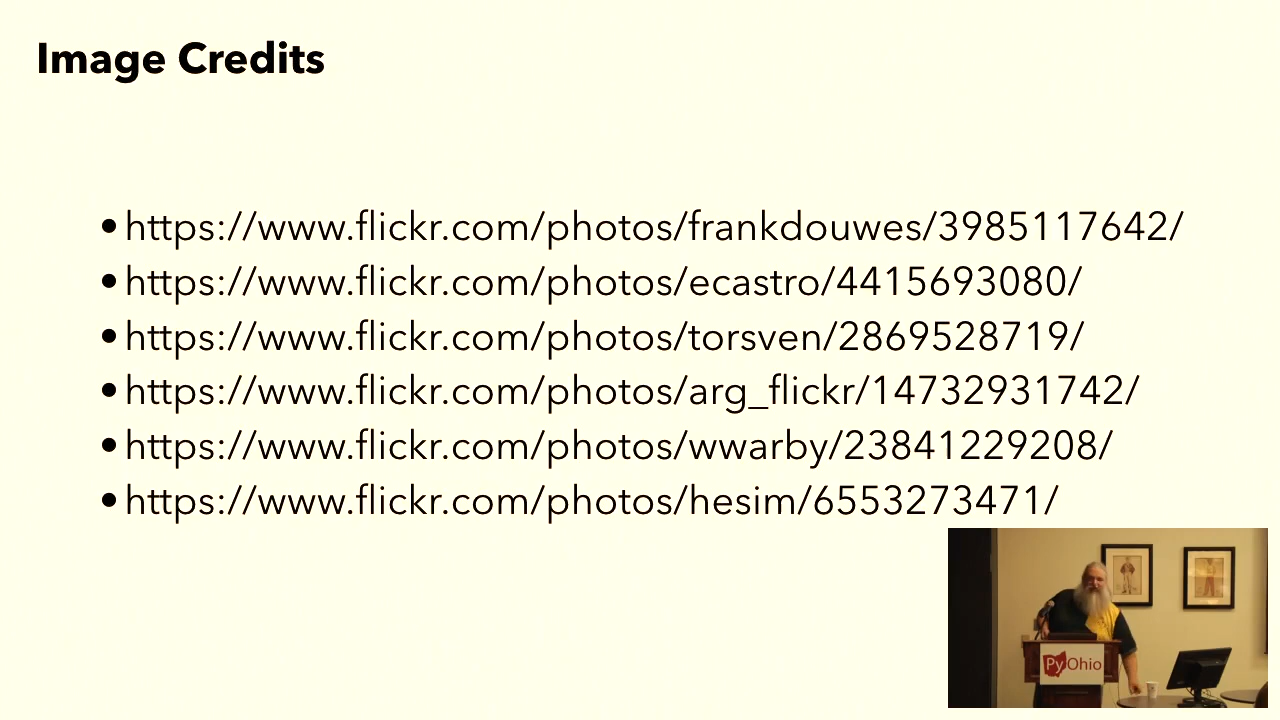 Image Credits
•https://www.flickr.com/photos/frankdouwes/3985117642/
•https://www.flickr.com/photos/ecastro/4415693080/
•https://www.flickr.com/photos/torsven/2869528719/
•https://www.flickr.com/photos/arg_flickr/14732931742/
•https://www.flickr.com/photos/wwarby/23841229208/
•https://www.flickr.com/photos/hesim/6553273471/
PyOhio